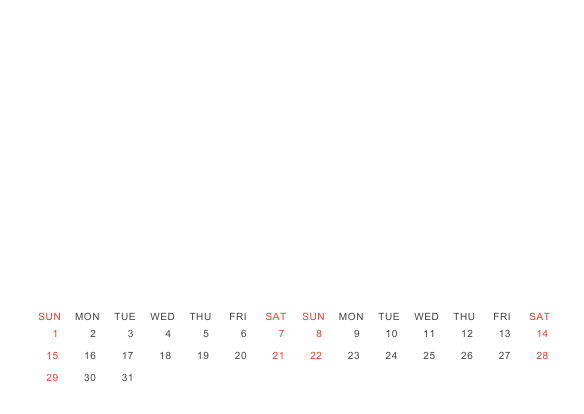 SUN MON TUE WED THU FRI SAT SUN MON TUE WED THU FRI SAT
1 2 3 4 5 6 7 8 9 10 11 12 13 14
15 16 17 18 19 20 21 22 23 24 25 26 27 28
29 30 31